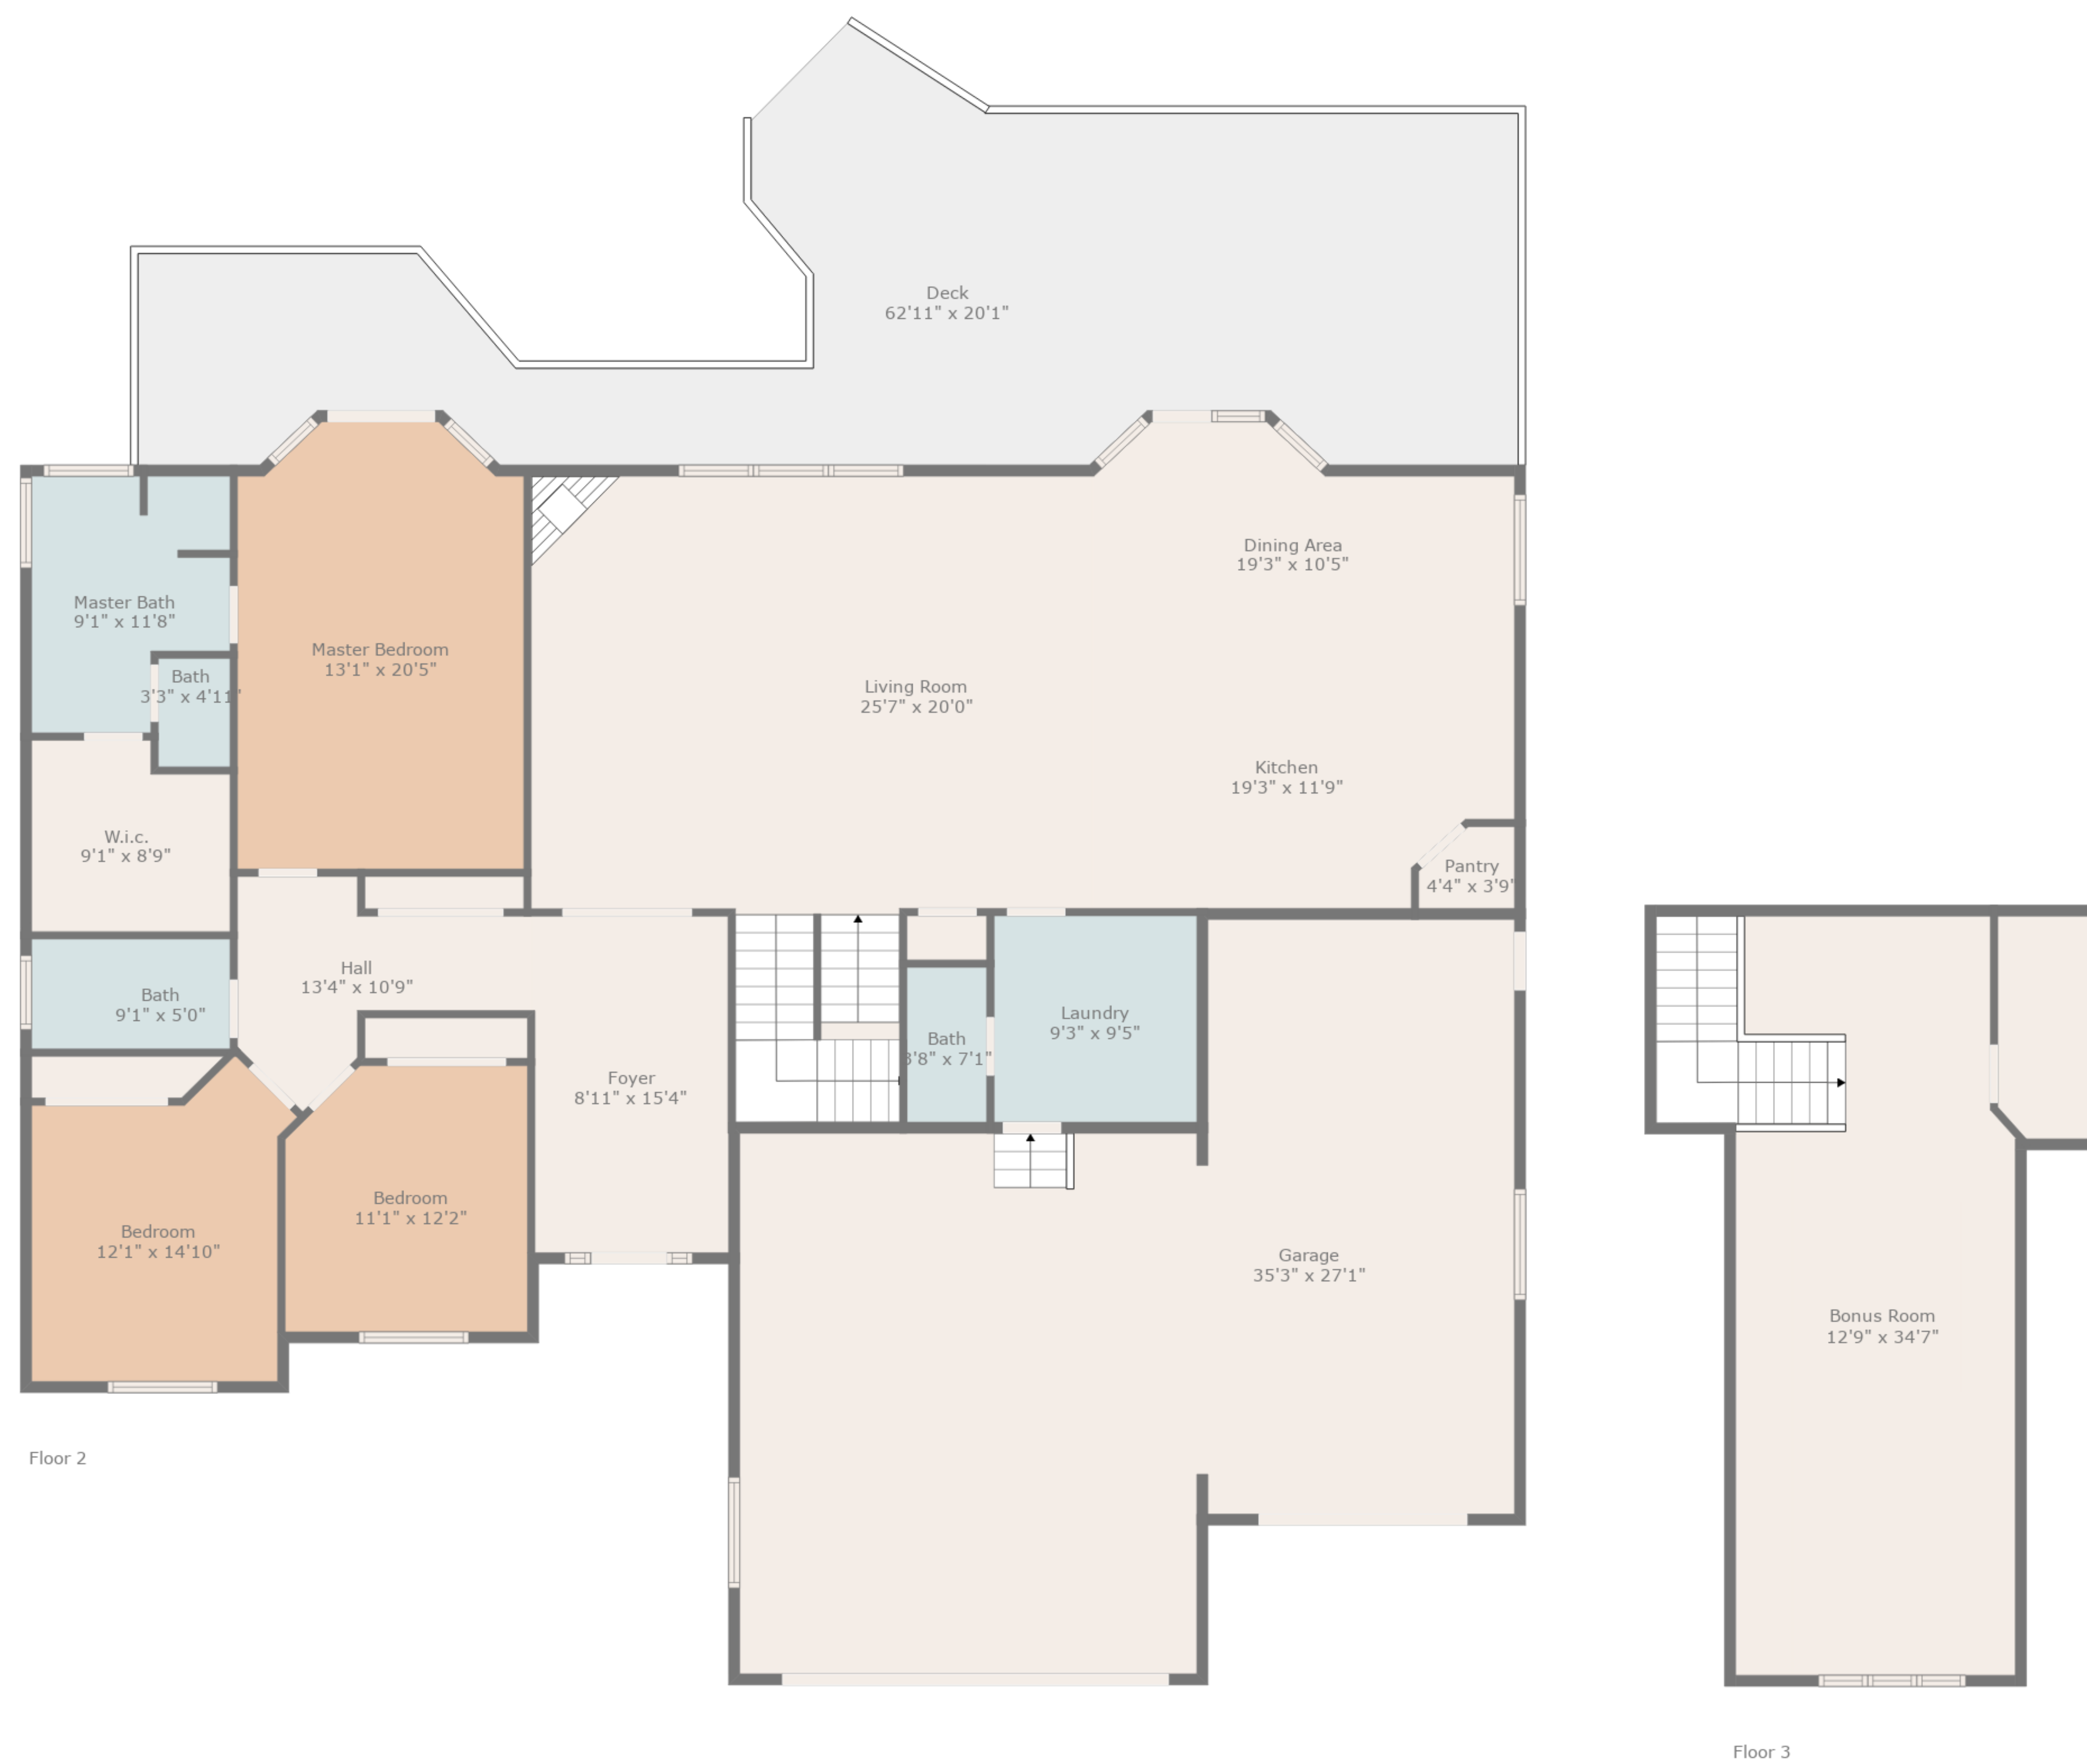 Deck
62'11" x 20'1"
Dining Area
19'3" x 10'5"
Master Bath
9'1" x 11'8"
Master Bedroom
13'1" x 20'5"
Bath
3'3" x 4'11"
Living Room
25'7" x 20'0"
Kitchen
19'3" x 11'9"
W.i.c.
9'1" x 8'9"
Pantry
4'4" x 3'9"
Hall
13'4" x 10'9"
Bath
9'1" x 5'0"
Laundry
9'3" x 9'5"
Bath
3'8" x 7'1"
Foyer
8'11" x 15'4"
Bedroom
11'1" x 12'2"
Bedroom
12'1" x 14'10"
Garage
35'3" x 27'1"
Bonus Room
12'9" x 34'7"
Floor 2
Floor 3